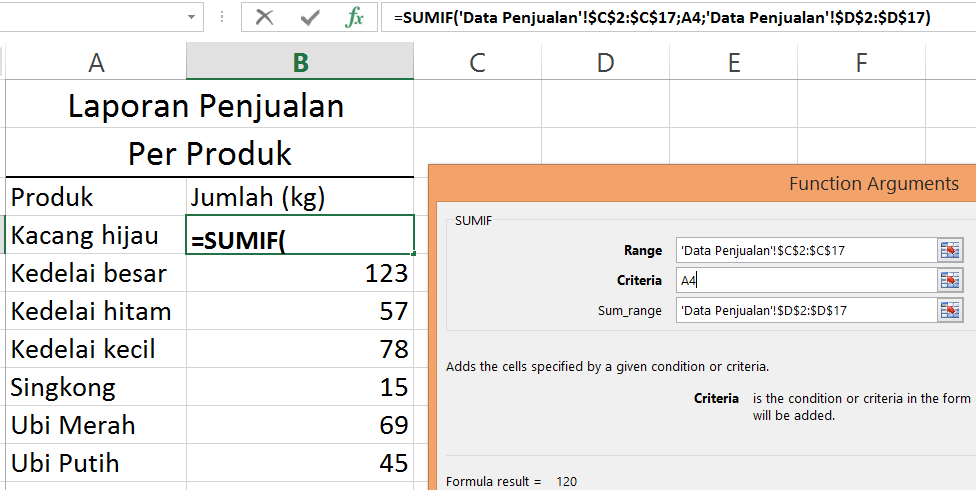 =SUMIF('Data Penjualan'!$C$2:$C$17;A4;'Data Penjualan'!$D$2:$D$17)
A B C D E F
Laporan Penjualan
Per Produk
Produk Jumlah (kg)
Kacang hijau =SUMIF(
Kedelai besar 123
Kedelai hitam 57
Kedelai kecil 78
Singkong 15
Ubi Merah 69
Ubi Putih 45
Function Arguments
SUMIF
Range 'Data Penjualan'!$C$2:$C$17
Criteria A4
Sum_range 'Data Penjualan'!$D$2:$D$17
Adds the cells specified by a given condition or criteria.
Criteria is the condition or criteria in the form
will be added.
Formula result = 120